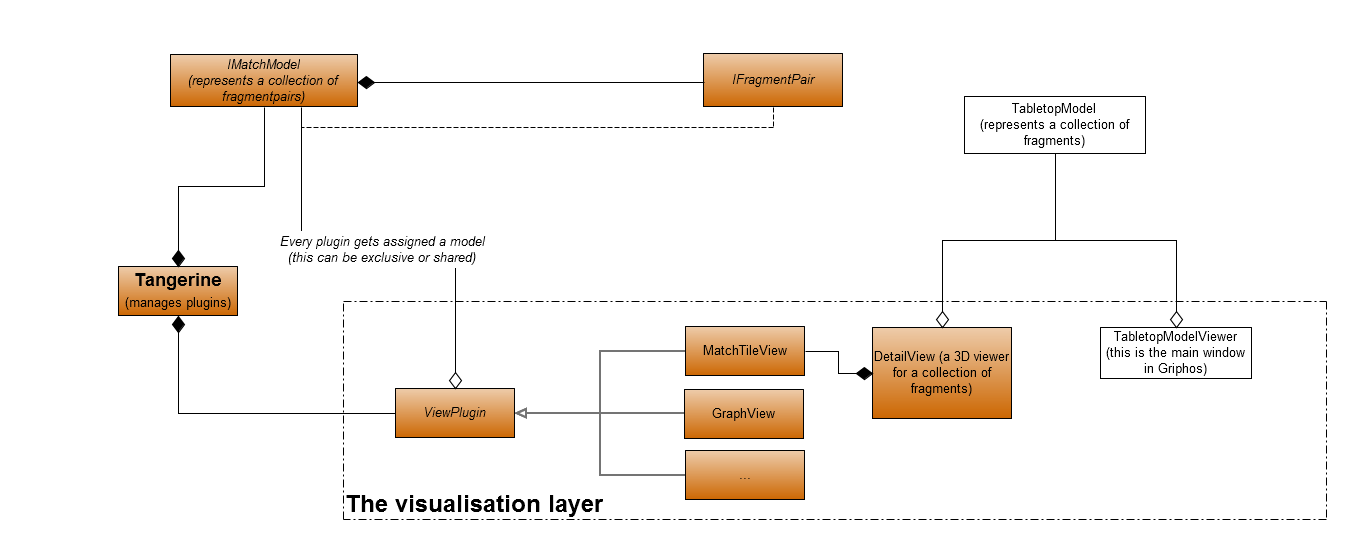 IMatchModel
(represents a collection of
fragmentpairs)
IFragmentPair
TabletopModel
(represents a collection of
fragments)
Every plugin gets assigned a model
(this can be exclusive or shared)
Tangerine
(manages plugins)
MatchTileView
DetailView (a 3D viewer
for a collection of
fragments)
TabletopModelViewer
(this is the main window
in Griphos)
ViewPlugin
GraphView
...
The visualisation layer